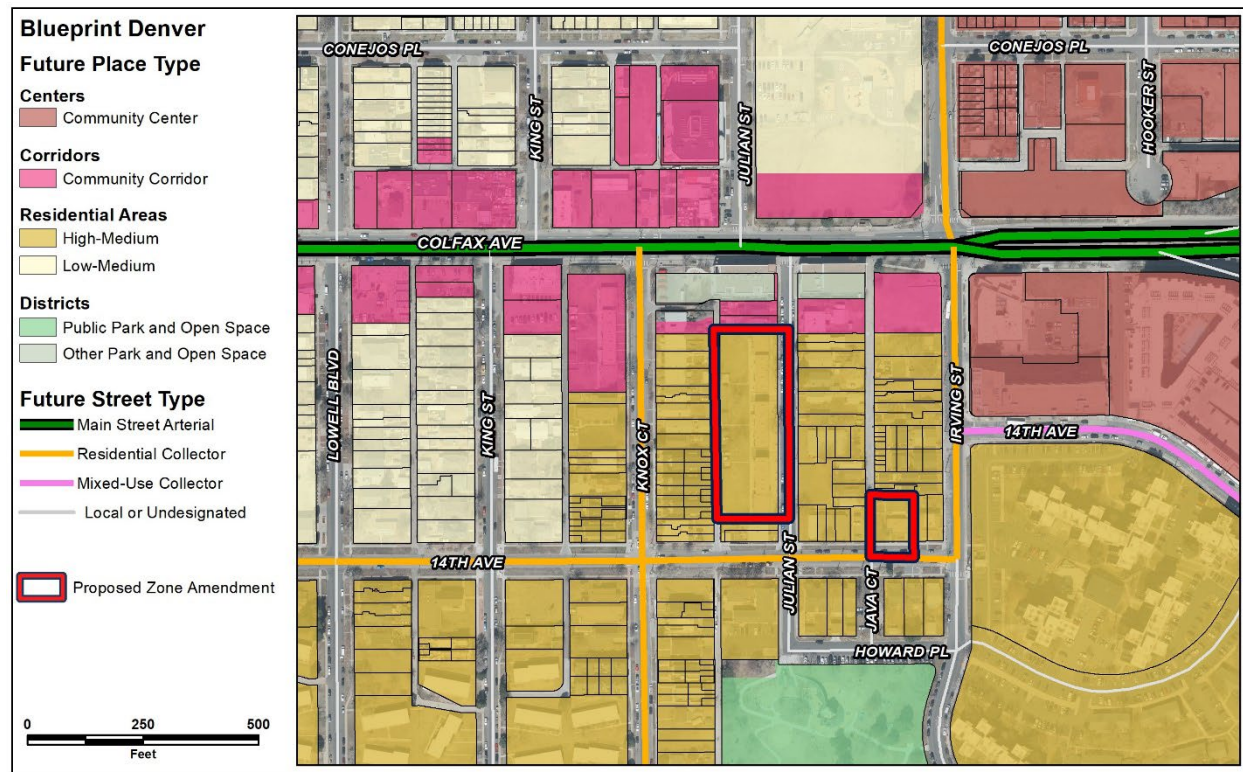 Blueprint Denver
Future Place Type
Centers
Community Center
Corridors
Community Corridor
Residential Areas
High-Medium
Low-Medium
Districts
Public Park and Open Space
Other Park and Open Space
Future Street Type
Main Street Arterial
Residential Collector
Mixed-Use Collector
Local or Undesignated
Proposed Zone Amendment
0 250 500
Feet
CONEJOS PL
CONEJOS PL
KING ST
JULIAN ST
HOOKER ST
COLFAX AVE
LOWELL BLVD
KING ST
KNOX CT
JULIAN ST
IRVING ST
14TH AVE
14TH AVE
JAVA CT
HOWARD PL